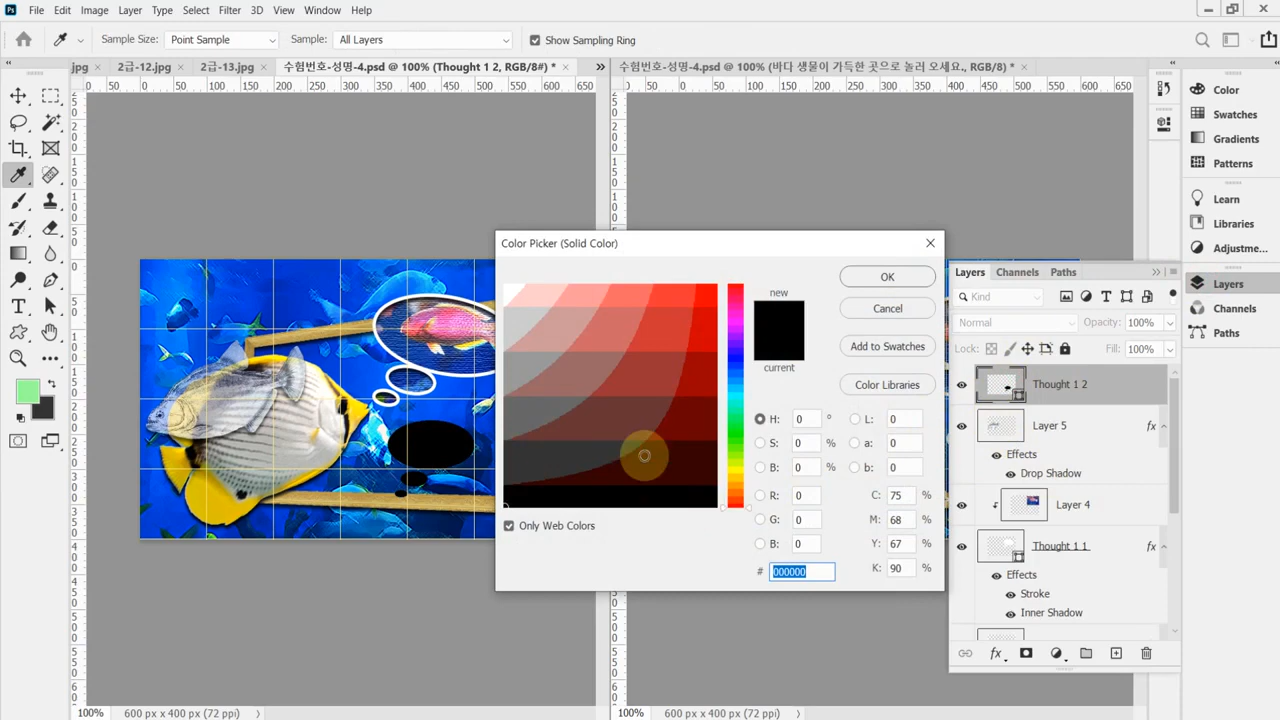 Ps File Edit Image Layer Type Select Filter 3D View Window Help
Sample Size: Point Sample Sample: All Layers Show Sampling Ring
jpg × 2급-12.jpg × 2급-13.jpg × 수험번호-성명-4.psd @ 100% (Thought 1 2, RGB/8#) * × 수험번호-성명-4.psd @ 100% (바다 생물이 가득한 곳으로 놀러 오세요., RGB/8) * ×
Color Picker (Solid Color)
new
current
OK
Cancel
Add to Swatches
Color Libraries
H: 0 ° L: 0
S: 0 % a: 0
B: 0 % b: 0
R: 0 C: 75 %
G: 0 M: 68 %
B: 0 Y: 67 %
# 000000 K: 90 %
Only Web Colors
Layers Channels Paths
Kind
Normal Opacity: 100%
Lock: Fill: 100%
Thought 1 2
Layer 5 fx
Effects
Drop Shadow
Layer 4
Thought 1 1 fx
Effects
Stroke
Inner Shadow
fx
Color
Swatches
Gradients
Patterns
Learn
Libraries
Adjustme...
Layers
Channels
Paths
100% 600 px x 400 px (72 ppi)
100% 600 px x 400 px (72 ppi)